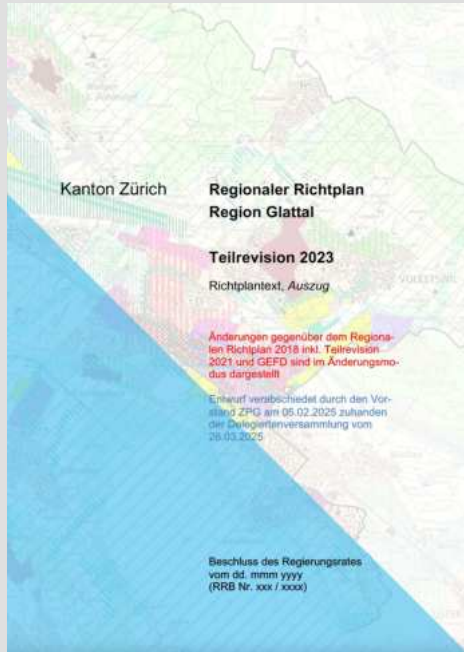 Kanton Zürich
Regionaler Richtplan
Region Glattal
Teilrevision 2023
Richtplantext, Auszug
Änderungen gegenüber dem Regiona-
len Richtplan 2018 inkl. Teilrevision
2021 und GEFD sind im Änderungsmo-
dus dargestellt
Entwurf verabschiedet durch den Vor-
stand ZPG am 05.02.2025 zuhanden
der Delegiertenversammlung vom
26.03.2025
Beschluss des Regierungsrates
vom dd. mmm yyyy
(RRB Nr. xxx / xxxx)